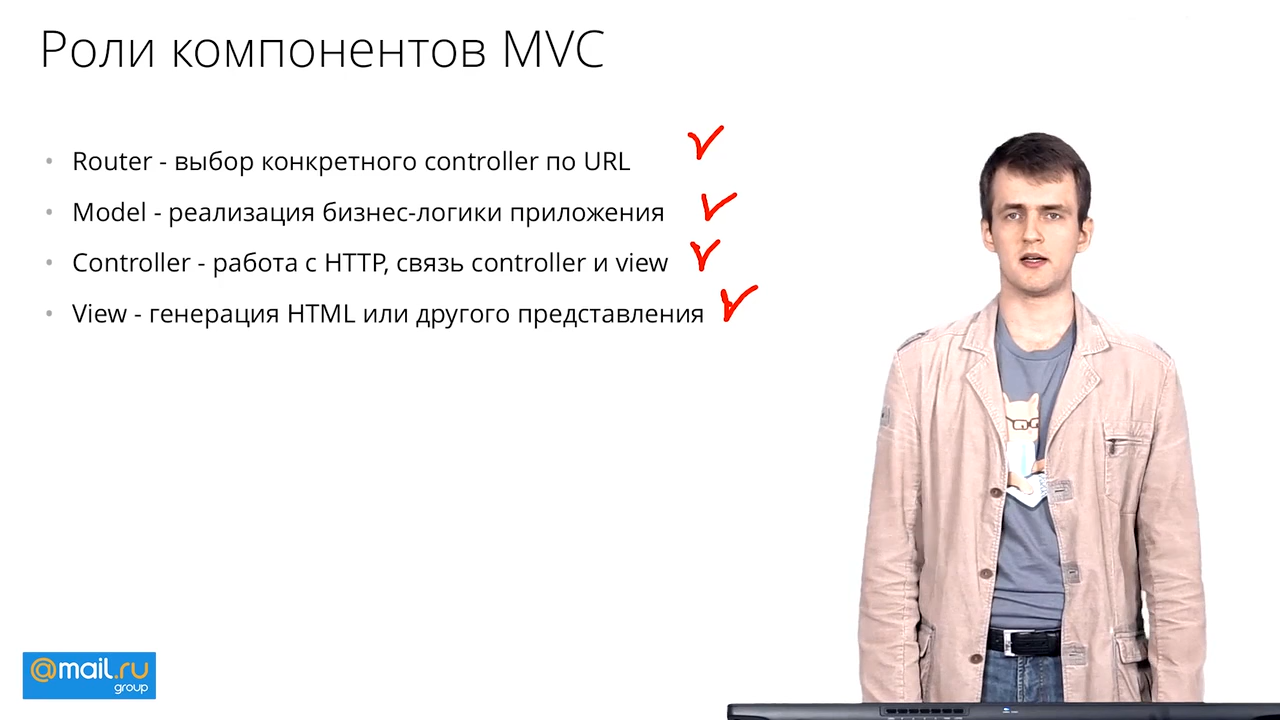 Роли компонентов MVC
Router - выбор конкретного controller по URL
Model - реализация бизнес-логики приложения
Controller - работа с HTTP, связь controller и view
View - генерация HTML или другого представления
@mail.ru
group